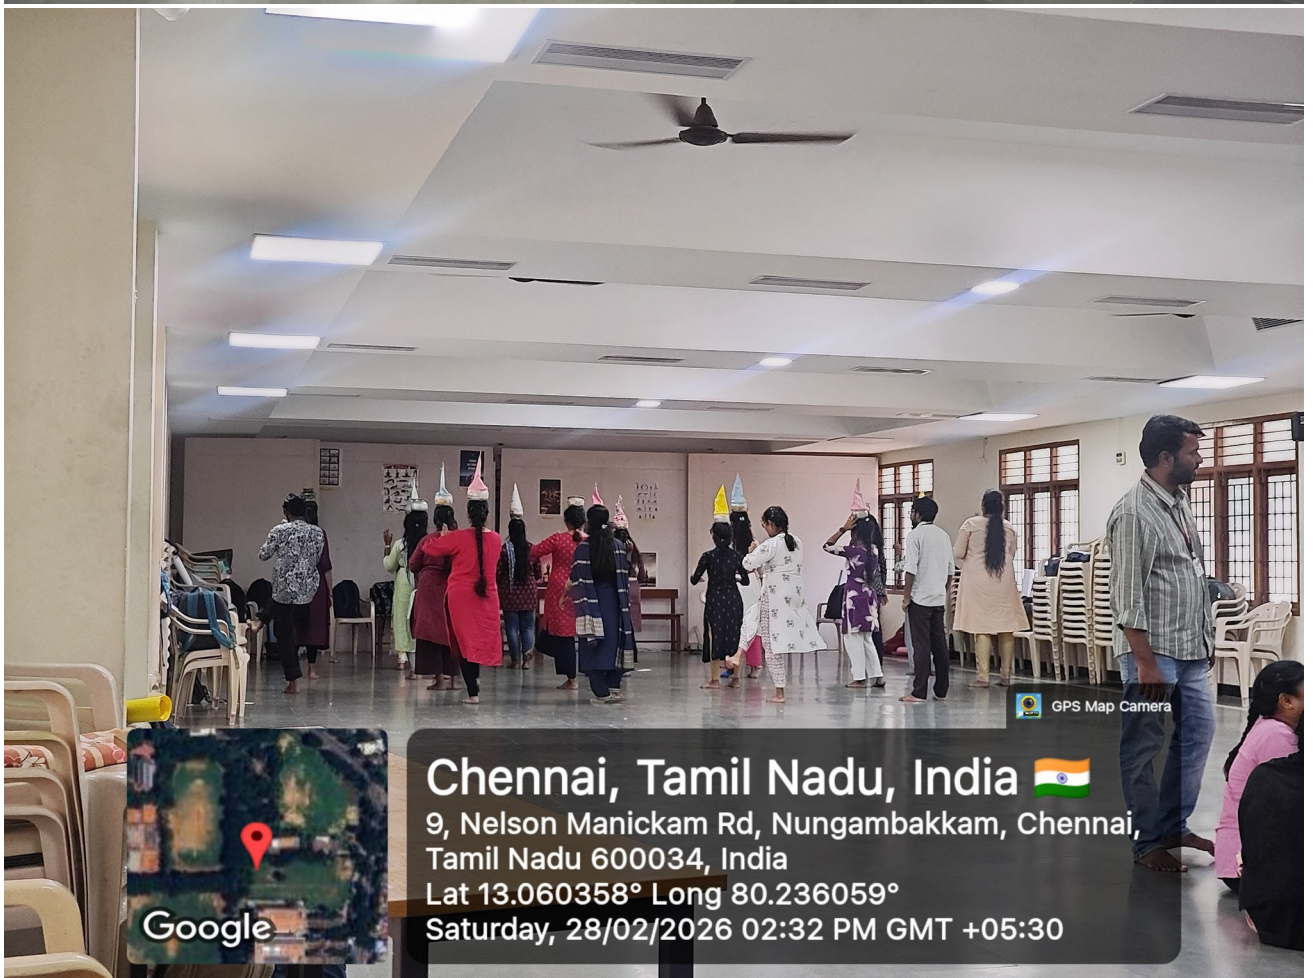 GPS Map Camera
Chennai, Tamil Nadu, India
9, Nelson Manickam Rd, Nungambakkam, Chennai,
Tamil Nadu 600034, India
Lat 13.060358° Long 80.236059°
Saturday, 28/02/2026 02:32 PM GMT +05:30
Google